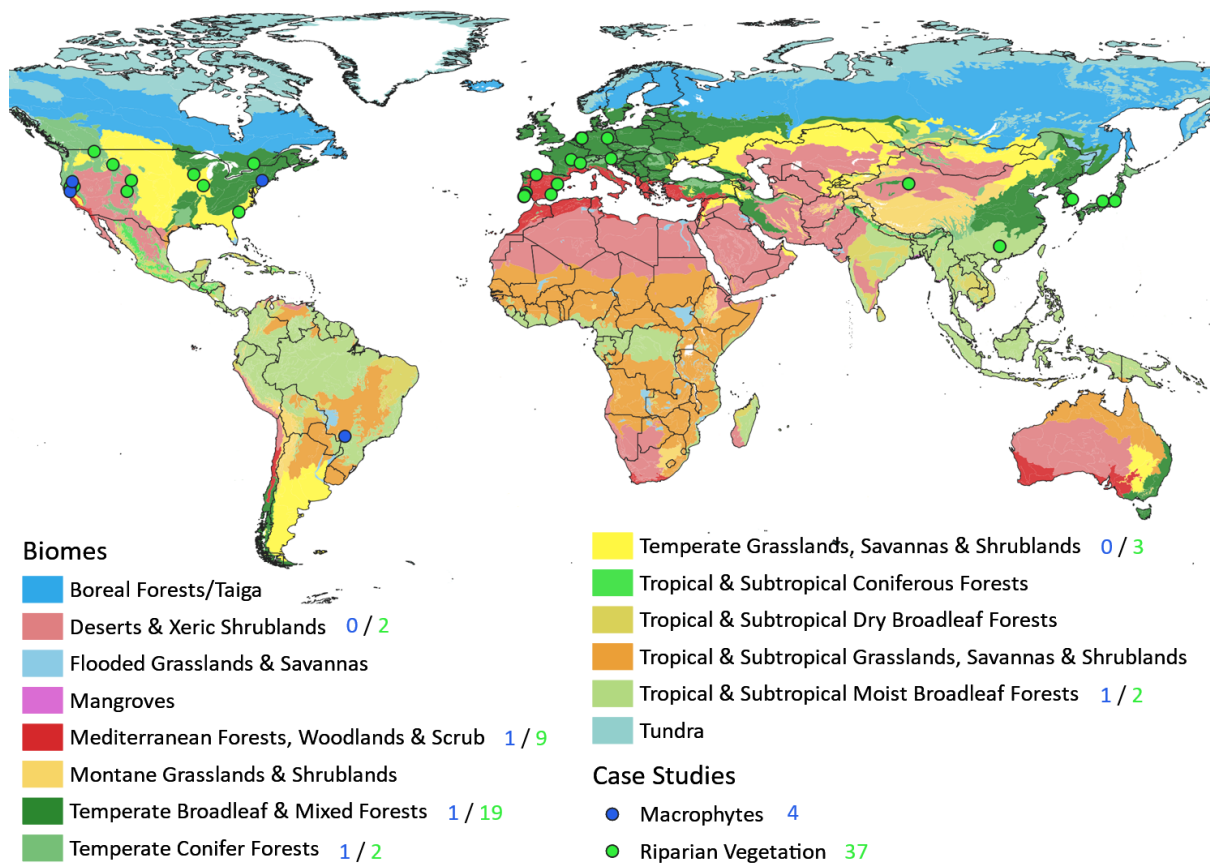 Biomes
Boreal Forests/Taiga
Deserts & Xeric Shrublands 0 / 2
Flooded Grasslands & Savannas
Mangroves
Mediterranean Forests, Woodlands & Scrub 1 / 9
Montane Grasslands & Shrublands
Temperate Broadleaf & Mixed Forests 1 / 19
Temperate Conifer Forests 1 / 2
Temperate Grasslands, Savannas & Shrublands 0 / 3
Tropical & Subtropical Coniferous Forests
Tropical & Subtropical Dry Broadleaf Forests
Tropical & Subtropical Grasslands, Savannas & Shrublands
Tropical & Subtropical Moist Broadleaf Forests 1 / 2
Tundra
Case Studies
Macrophytes 4
Riparian Vegetation 37